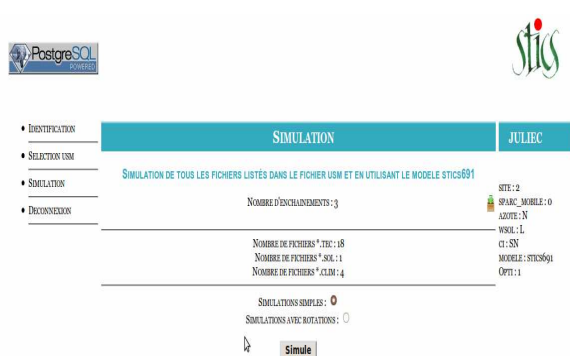 PostgreSQL
POWERED
stics
IDENTIFICATION
SELECTION USM
SIMULATION
DECONNEXION
SIMULATION
SIMULATION DE TOUS LES FICHIERS LISTÉS DANS LE FICHIER USM ET EN UTILISANT LE MODELE STICS691
NOMBRE D'ENCHAINEMENTS : 3
NOMBRE DE FICHIERS *.TEC : 18
NOMBRE DE FICHIERS *.SOL : 1
NOMBRE DE FICHIERS *.CLIM : 4
SIMULATIONS SIMPLES :
SIMULATIONS AVEC ROTATIONS :
Simule
JULIEC
SITE : 2
SPARC_MOBILE : 0
AZOTE : N
WSOL : L
CI : SN
MODELE : STICS691
OPTI : 1